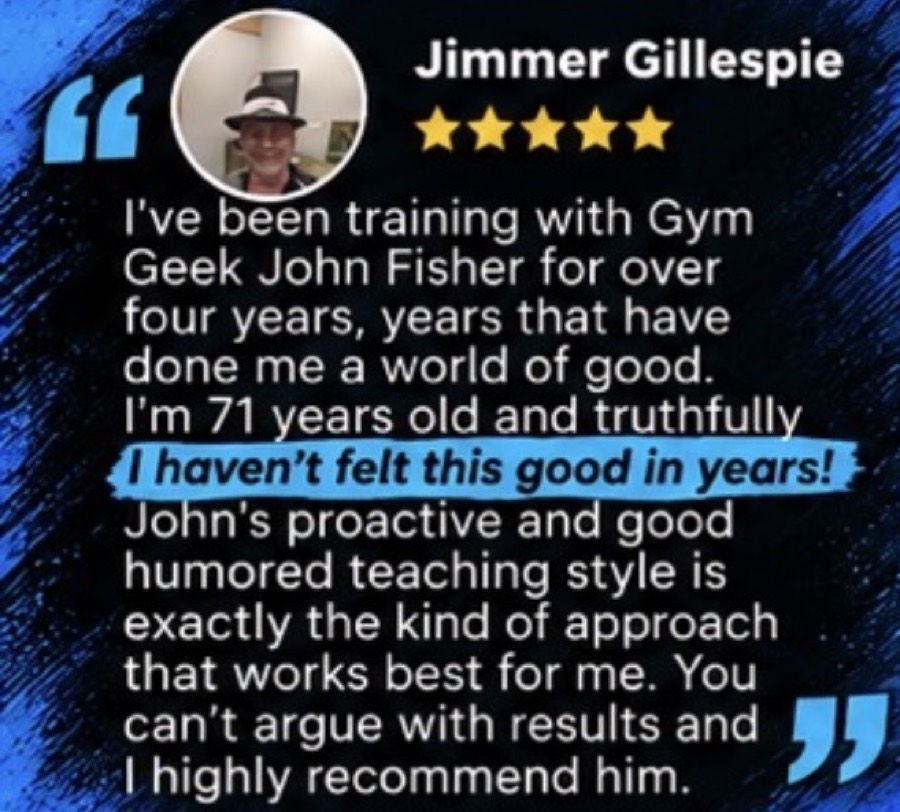 Jimmer Gillespie
I've been training with Gym
Geek John Fisher for over
four years, years that have
done me a world of good.
I'm 71 years old and truthfully
I haven't felt this good in years!
John's proactive and good
humored teaching style is
exactly the kind of approach
that works best for me. You
can't argue with results and
I highly recommend him.